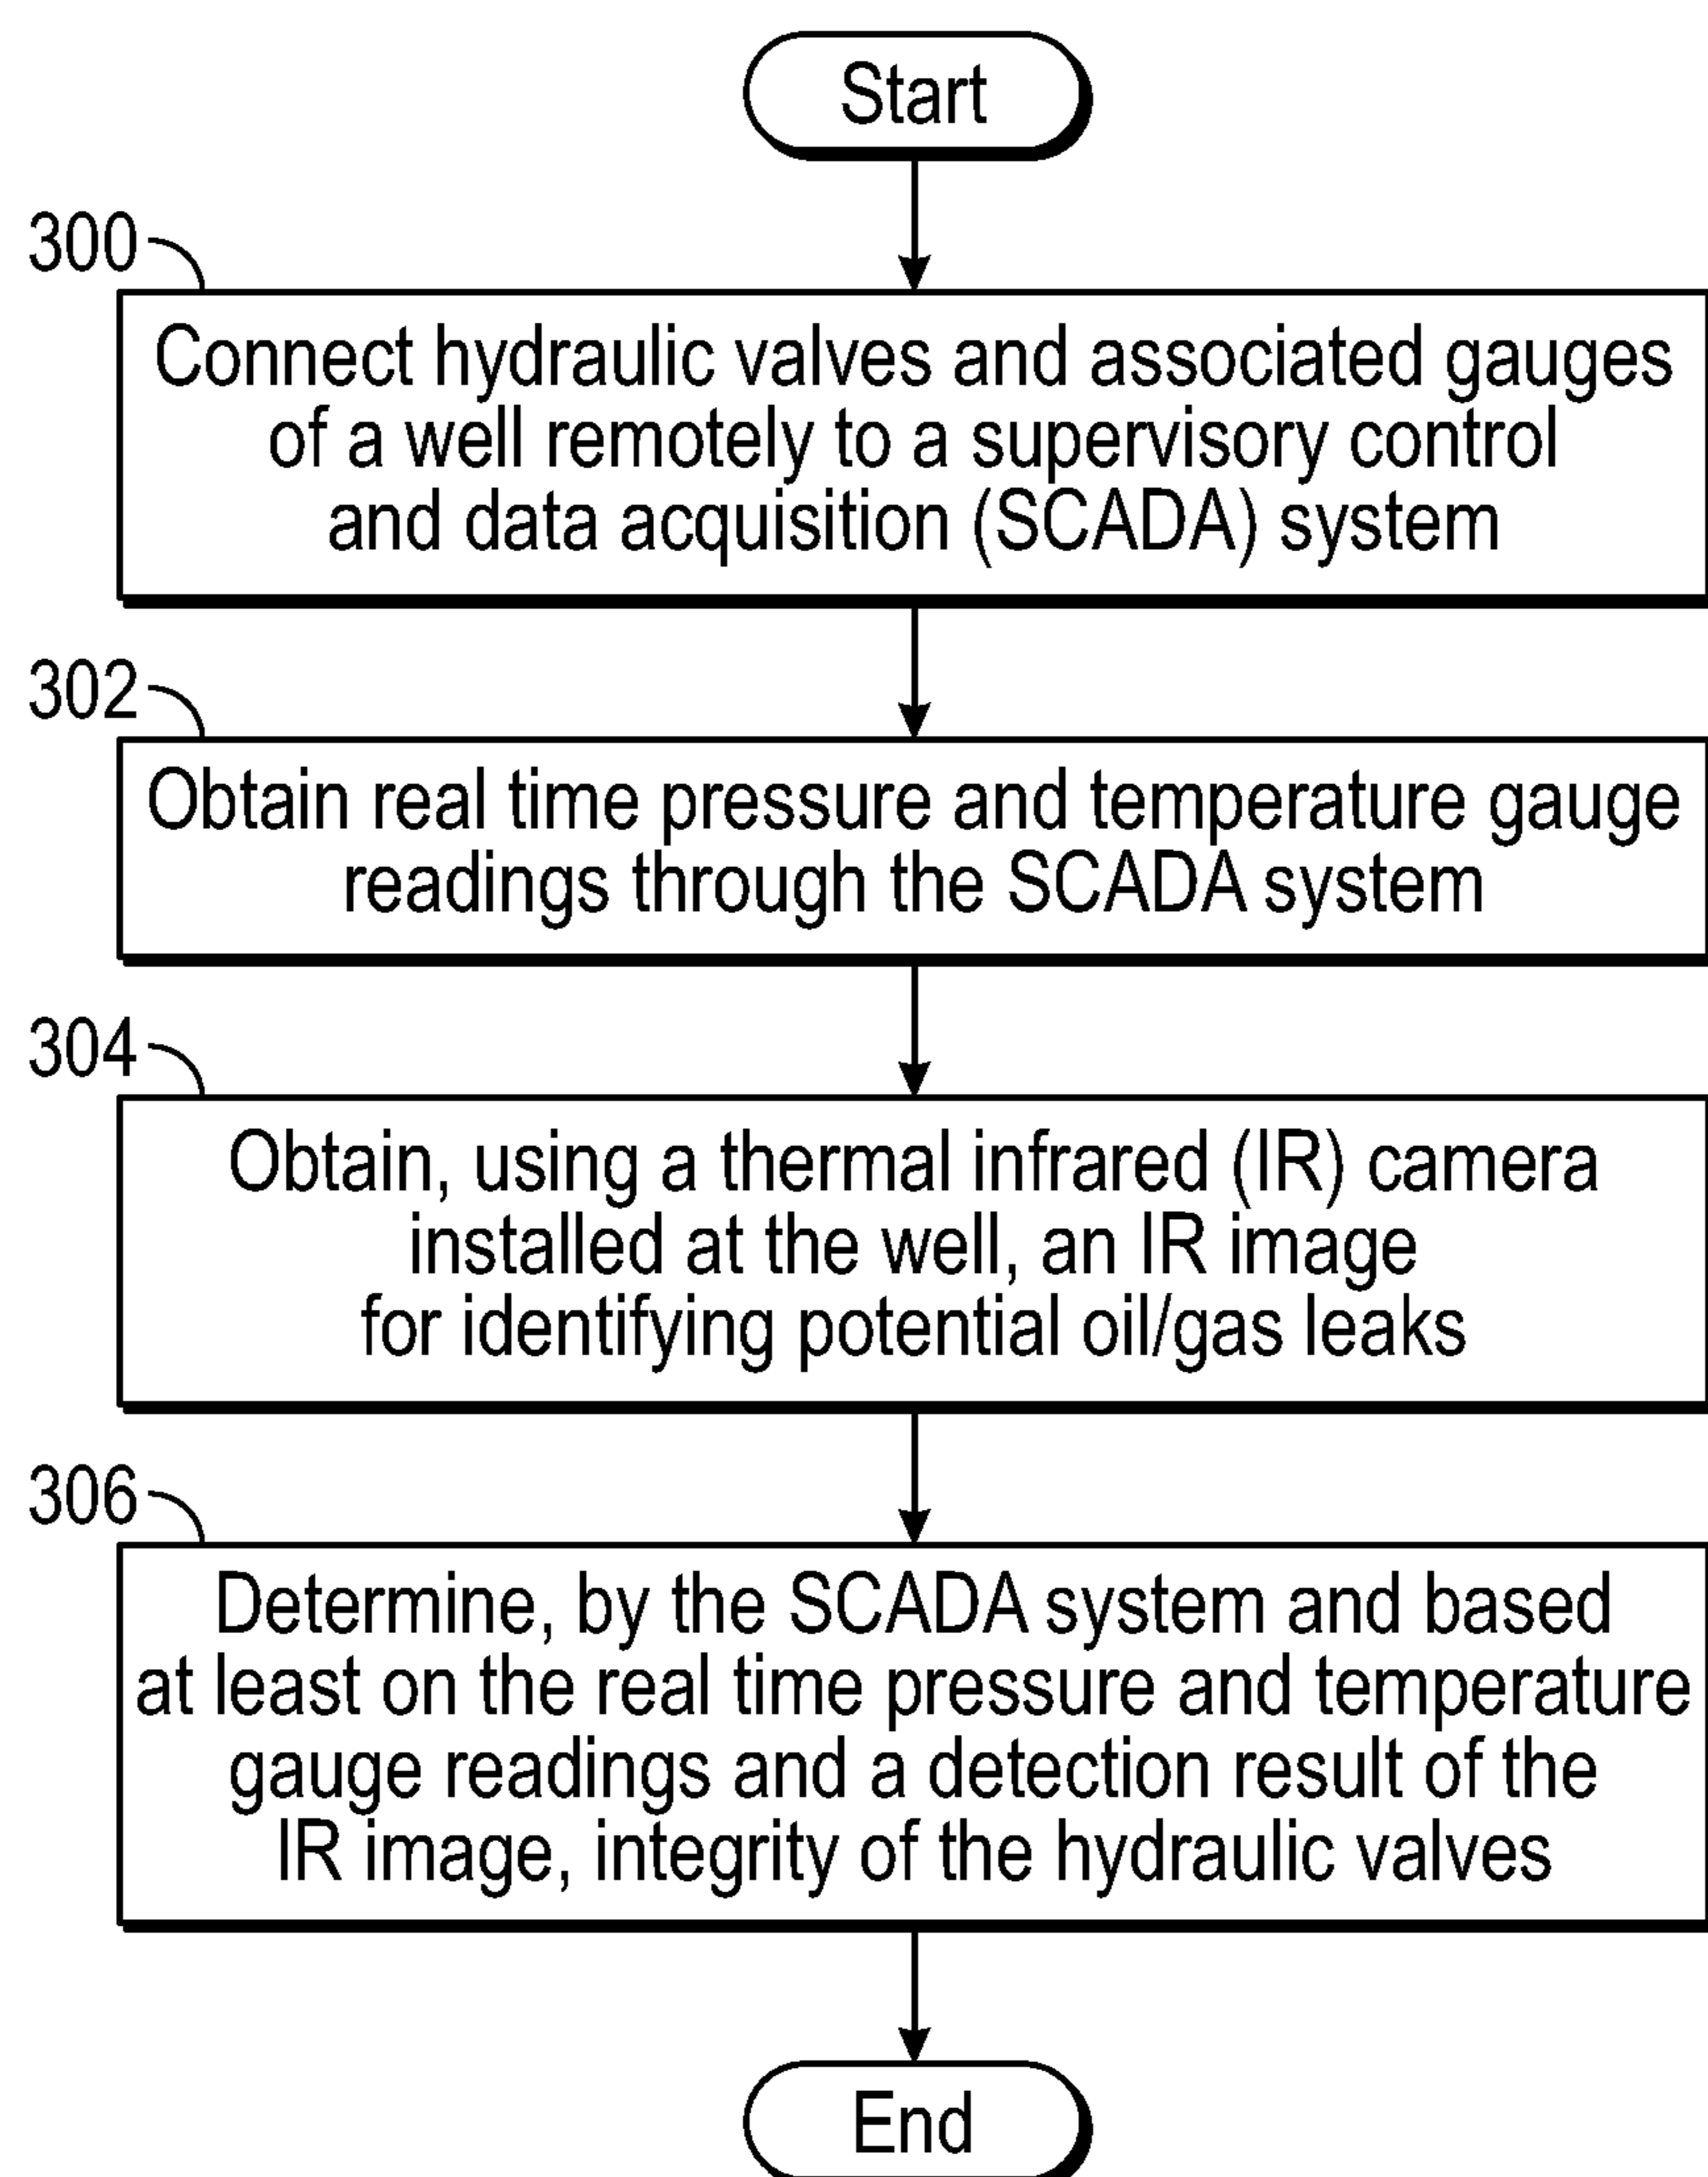 Start
300
Connect hydraulic valves and associated gauges
of a well remotely to a supervisory control
and data acquisition (SCADA) system
302
Obtain real time pressure and temperature gauge
readings through the SCADA system
304
Obtain, using a thermal infrared (IR) camera
installed at the well, an IR image
for identifying potential oil/gas leaks
306
Determine, by the SCADA system and based
at least on the real time pressure and temperature
gauge readings and a detection result of the
IR image, integrity of the hydraulic valves
End